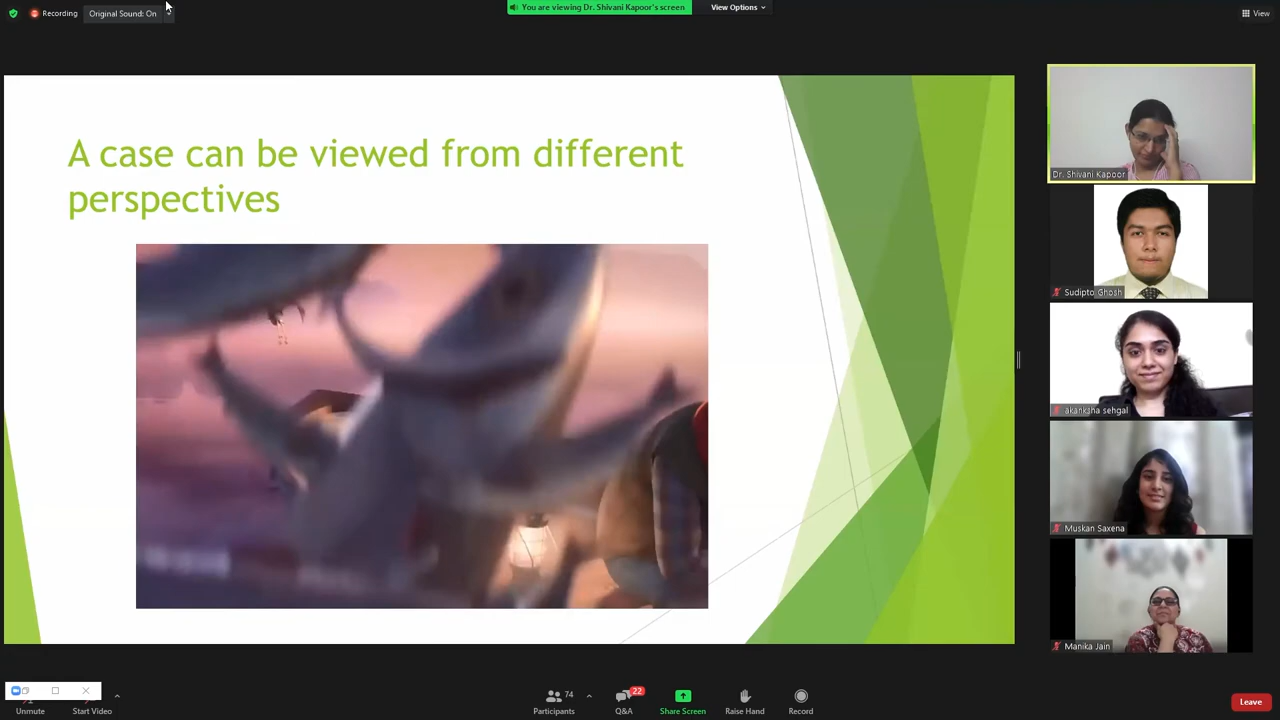 Recording
Original Sound: On
You are viewing Dr. Shivani Kapoor's screen
View Options
View
A case can be viewed from different
perspectives
Dr. Shivani Kapoor
Sudipto Ghosh
akanksha sehgal
Muskan Saxena
Manika Jain
Unmute
Start Video
Participants
74
Q&A
22
Share Screen
Raise Hand
Record
Leave